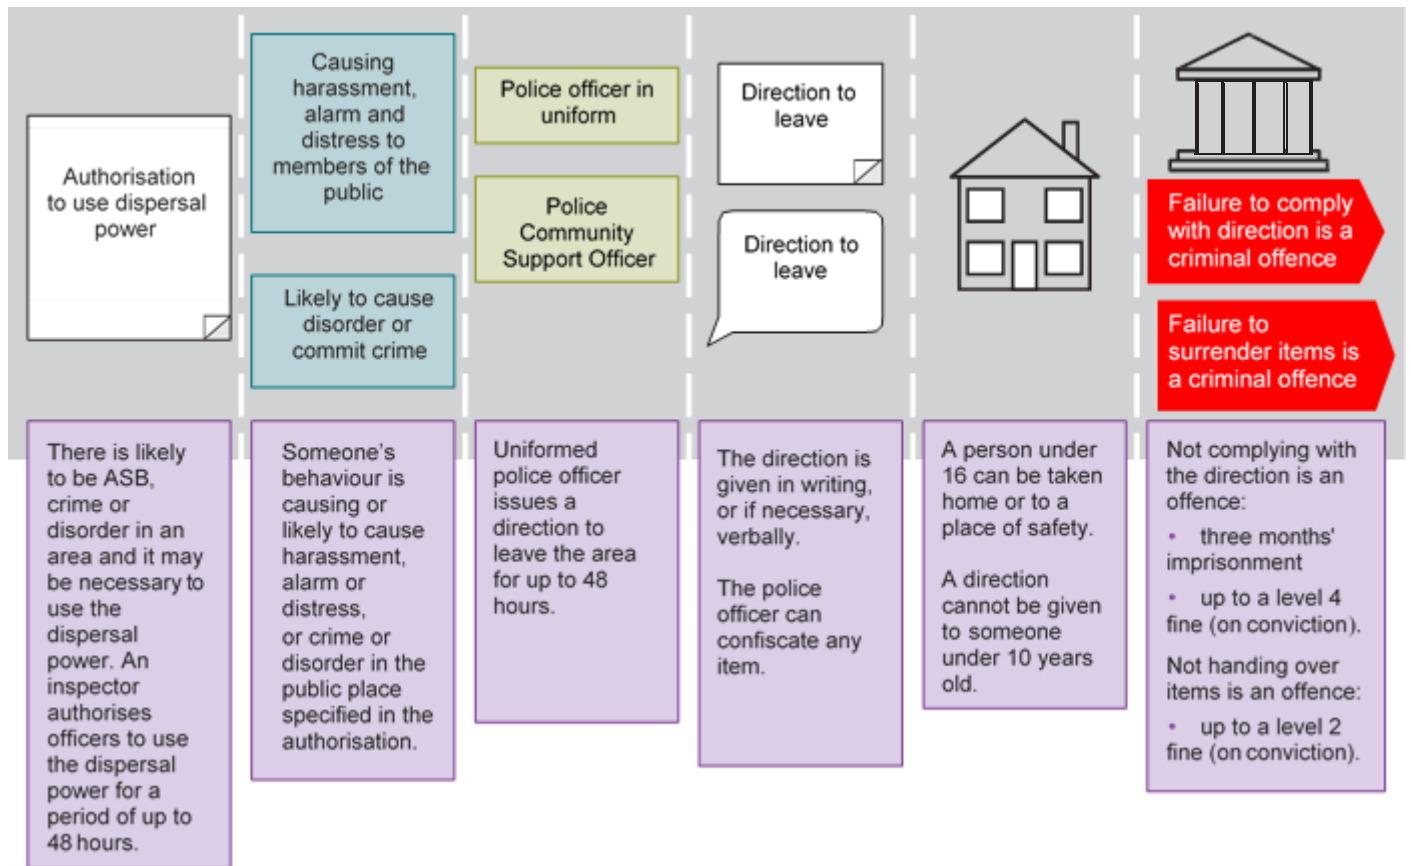 Authorisation
to use dispersal
power
Causing
harassment,
alarm and
distress to
members of the
public
Likely to cause
disorder or
commit crime
Police officer in
uniform
Police
Community
Support Officer
Direction to
leave
Direction to
leave
Failure to comply
with direction is a
criminal offence
Failure to
surrender items is
a criminal offence
There is likely
to be ASB,
crime or
disorder in an
area and it may
be necessary to
use the
dispersal
power. An
inspector
authorises
officers to use
the dispersal
power for a
period of up to
48 hours.
Someone's
behaviour is
causing or
likely to cause
harassment,
alarm or
distress,
or crime or
disorder in the
public place
specified in the
authorisation.
Uniformed
police officer
issues a
direction to
leave the area
for up to 48
hours.
The direction is
given in writing,
or if necessary,
verbally.
The police
officer can
confiscate any
item.
A person under
16 can be taken
home or to a
place of safety.
A direction
cannot be given
to someone
under 10 years
old.
Not complying with
the direction is an
offence:
• three months'
imprisonment
• up to a level 4
fine (on conviction).
Not handing over
items is an offence:
• up to a level 2
fine (on conviction).